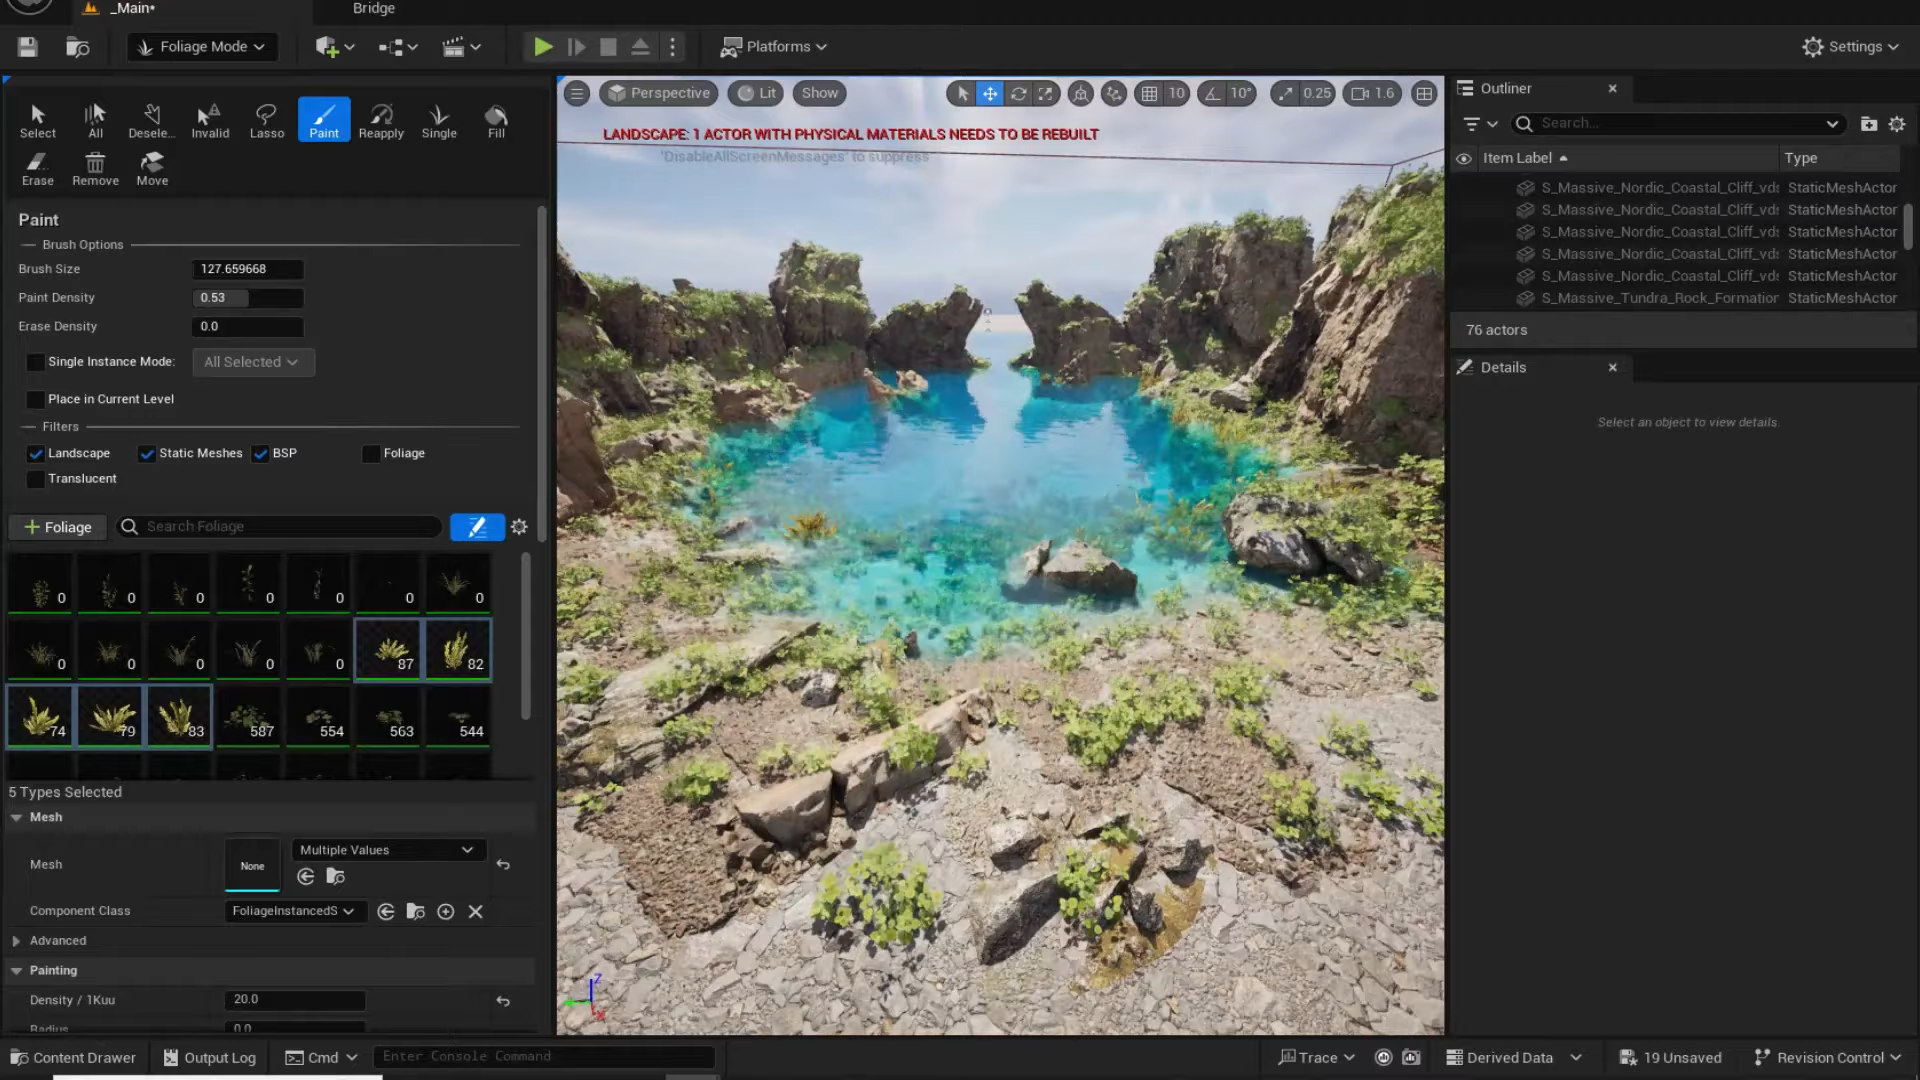 _Main*
Bridge
Foliage Mode
Platforms
Settings
Select
All
Desele...
Invalid
Lasso
Paint
Reapply
Single
Fill
Erase
Remove
Move
Paint
Brush Options
Brush Size
127.659668
Paint Density
0.53
Erase Density
0.0
Single Instance Mode:
All Selected
Place in Current Level
Filters
Landscape
Static Meshes
BSP
Foliage
Translucent
+ Foliage
Search Foliage
0 0 0 0 0 0 0
0 0 0 0 0 87 82
74 79 83 587 554 563 544
5 Types Selected
Mesh
Mesh
None
Multiple Values
Component Class
FoliageInstancedS
Advanced
Painting
Density / 1Kuu
20.0
Radius
0.0
Perspective
Lit
Show
10
10°
0.25
1.6
LANDSCAPE: 1 ACTOR WITH PHYSICAL MATERIALS NEEDS TO BE REBUILT
'DisableAllScreenMessages' to suppress
Z
X
Outliner
Search...
Item Label
Type
S_Massive_Nordic_Coastal_Cliff_vds StaticMeshActor
S_Massive_Nordic_Coastal_Cliff_vds StaticMeshActor
S_Massive_Nordic_Coastal_Cliff_vds StaticMeshActor
S_Massive_Nordic_Coastal_Cliff_vds StaticMeshActor
S_Massive_Nordic_Coastal_Cliff_vds StaticMeshActor
S_Massive_Tundra_Rock_Formation StaticMeshActor
76 actors
Details
Select an object to view details.
Content Drawer
Output Log
Cmd
Enter Console Command
Trace
Derived Data
19 Unsaved
Revision Control